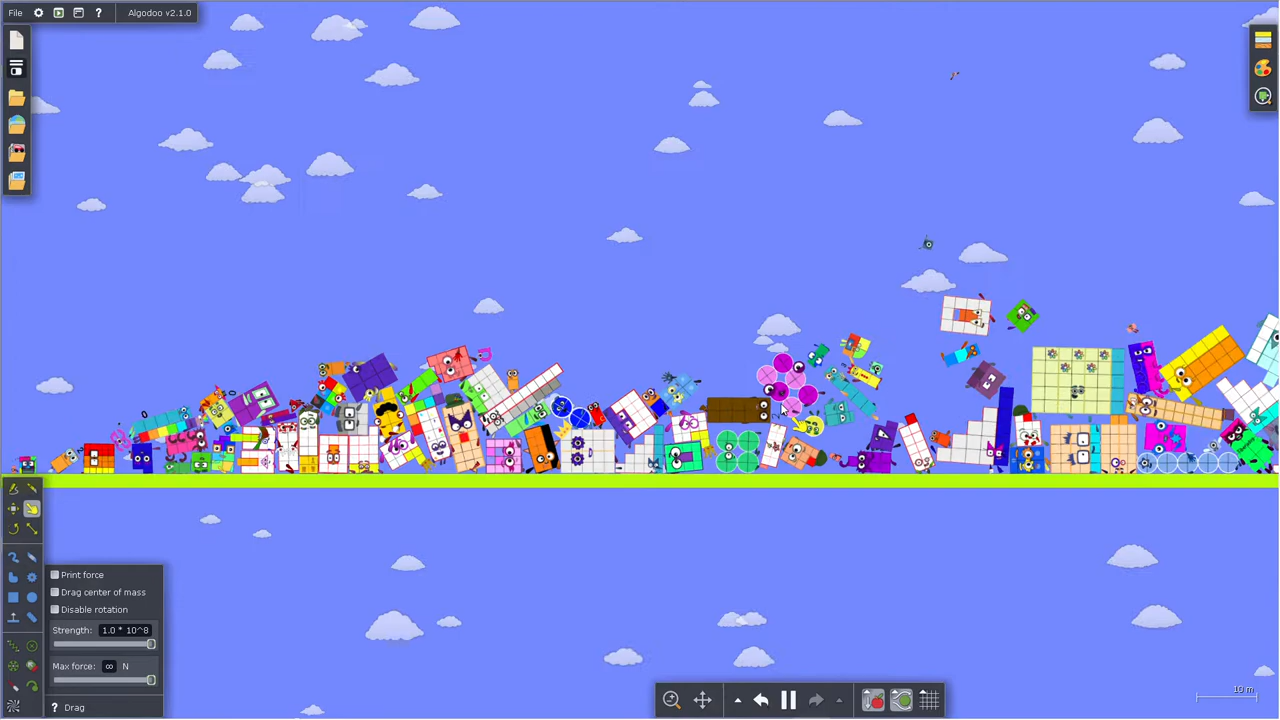 File
?
Algodoo v2.1.0
Print force
Drag center of mass
Disable rotation
Strength: 1.0 * 10^8
Max force: ∞ N
? Drag
10 m